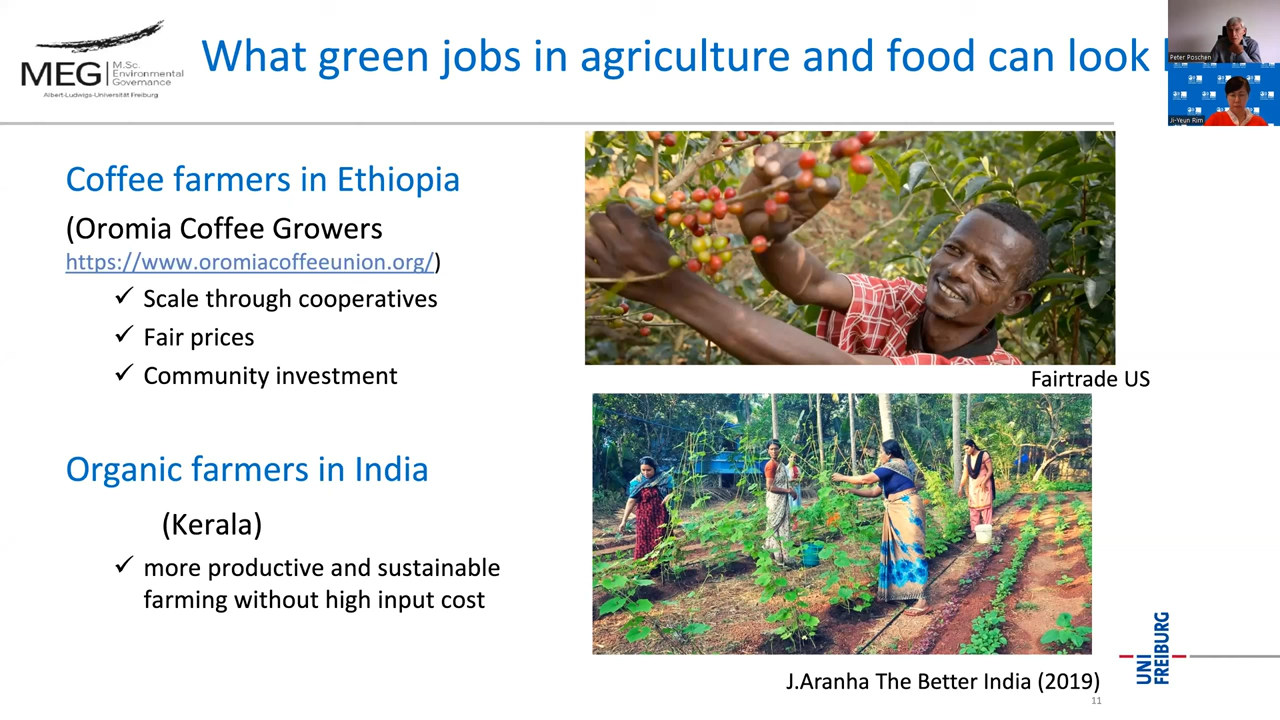 MEG
M.Sc.
Environmental
Governance
Albert-Ludwigs-Universität Freiburg
What green jobs in agriculture and food can look
Peter Poschen
Ji-Yeun Rim
Coffee farmers in Ethiopia
(Oromia Coffee Growers
https://www.oromiacoffeeunion.org/)
✓ Scale through cooperatives
✓ Fair prices
✓ Community investment
Fairtrade US
Organic farmers in India
(Kerala)
✓ more productive and sustainable
farming without high input cost
J.Aranha The Better India (2019)
11
UNI
FREIBURG